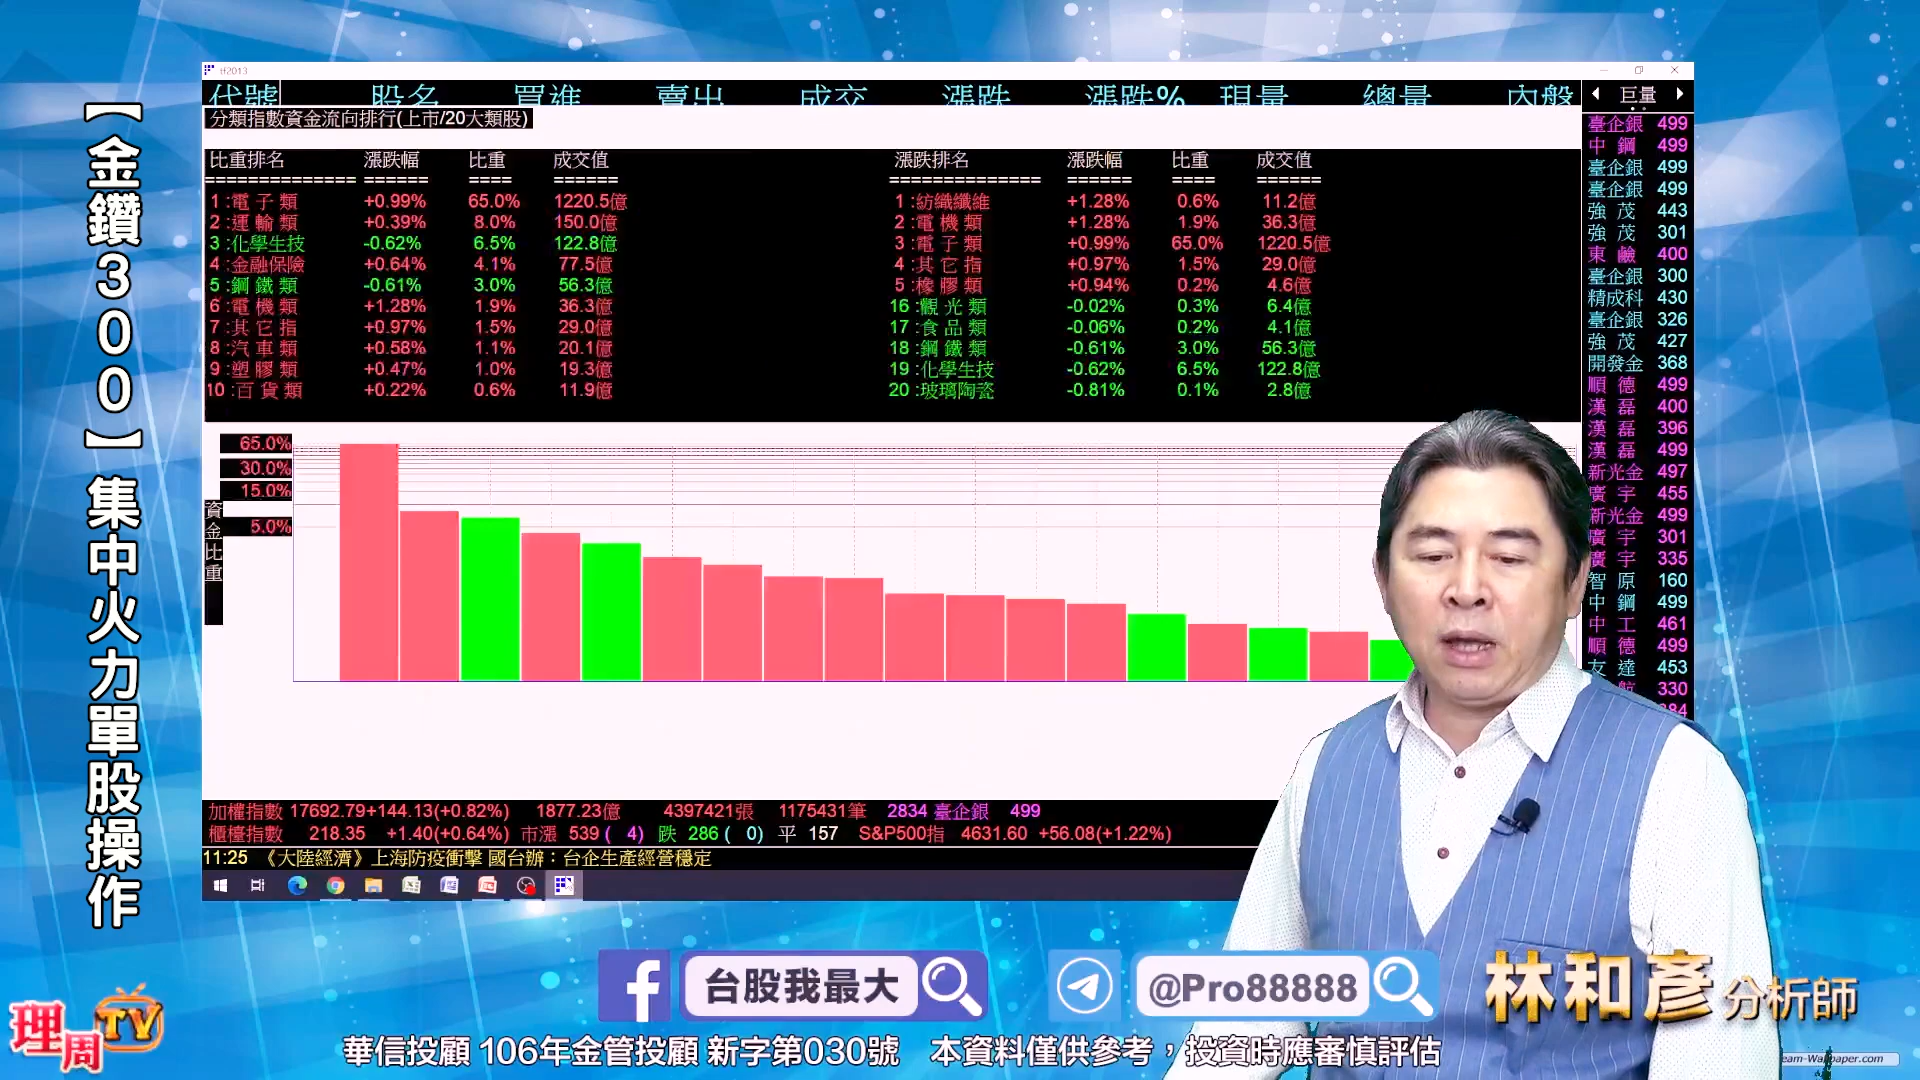 【金鑽300】集中火力單股操作
tf2013
代號 股名 買進 賣出 成交 漲跌 漲跌% 現量 總量 內盤
巨量
分類指數資金流向排行(上市/20大類股)
比重排名 漲跌幅 比重 成交值
1 :電 子 類 +0.99% 65.0% 1220.5億
2 :運 輸 類 +0.39% 8.0% 150.0億
3 :化學生技 -0.62% 6.5% 122.8億
4 :金融保險 +0.64% 4.1% 77.5億
5 :鋼 鐵 類 -0.61% 3.0% 56.3億
6 :電 機 類 +1.28% 1.9% 36.3億
7 :其 它 指 +0.97% 1.5% 29.0億
8 :汽 車 類 +0.58% 1.1% 20.1億
9 :塑 膠 類 +0.47% 1.0% 19.3億
10 :百 貨 類 +0.22% 0.6% 11.9億
漲跌排名 漲跌幅 比重 成交值
1 :紡織纖維 +1.28% 0.6% 11.2億
2 :電 機 類 +1.28% 1.9% 36.3億
3 :電 子 類 +0.99% 65.0% 1220.5億
4 :其 它 指 +0.97% 1.5% 29.0億
5 :橡 膠 類 +0.94% 0.2% 4.6億
16 :觀 光 類 -0.02% 0.3% 6.4億
17 :食 品 類 -0.06% 0.2% 4.1億
18 :鋼 鐵 類 -0.61% 3.0% 56.3億
19 :化學生技 -0.62% 6.5% 122.8億
20 :玻璃陶瓷 -0.81% 0.1% 2.8億
臺企銀 499
中 鋼 499
臺企銀 499
臺企銀 499
強 茂 443
強 茂 301
東 鹼 400
臺企銀 300
精成科 430
臺企銀 326
強 茂 427
開發金 368
順 德 499
漢 磊 400
漢 磊 396
漢 磊 499
新光金 497
廣 宇 455
新光金 499
廣 宇 301
廣 宇 335
智 原 160
中 鋼 499
中 工 461
順 德 499
友 達 453
航 330
384
65.0%
30.0%
15.0%
5.0%
資金比重
加權指數 17692.79+144.13(+0.82%) 1877.23億 4397421張 1175431筆 2834 臺企銀 499
櫃檯指數 218.35 +1.40(+0.64%) 市漲 539 ( 4) 跌 286 ( 0) 平 157 S&P500指 4631.60 +56.08(+1.22%)
11:25 《大陸經濟》上海防疫衝擊 國台辦：台企生產經營穩定
台股我最大
@Pro88888
林和彥 分析師
理周TV
華信投顧 106年金管投顧 新字第030號 本資料僅供參考，投資時應審慎評估